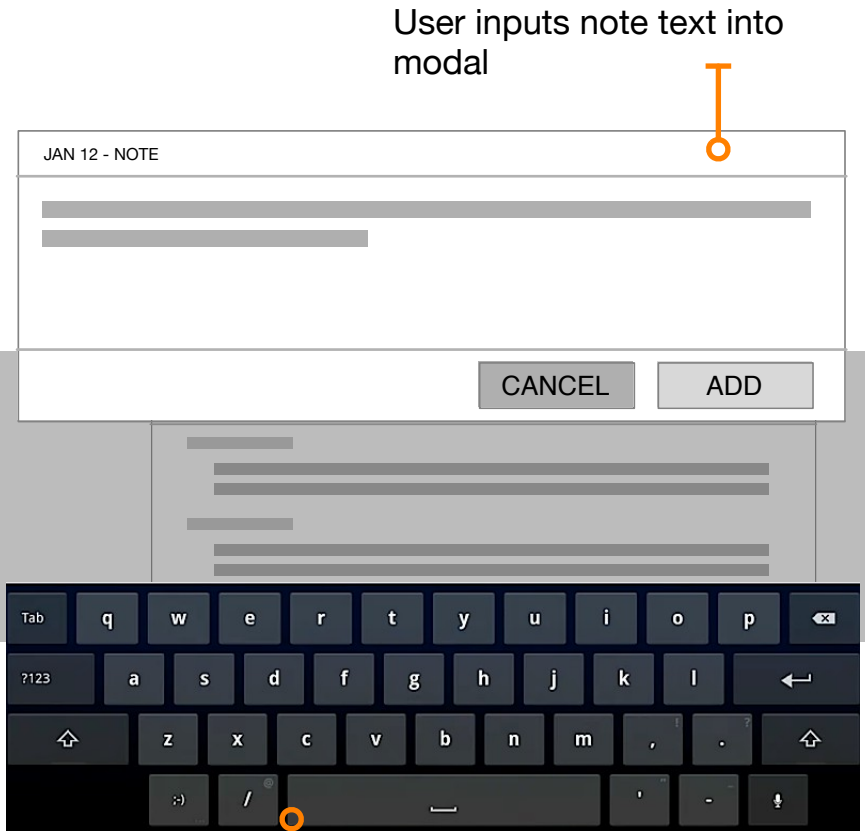 User inputs note text into
modal
JAN 12 - NOTE
CANCEL ADD
Tab q w e r t y u i o p
?123 a s d f g h j k l
z x c v b n m , ! . ?
:-) / @ ' " - _